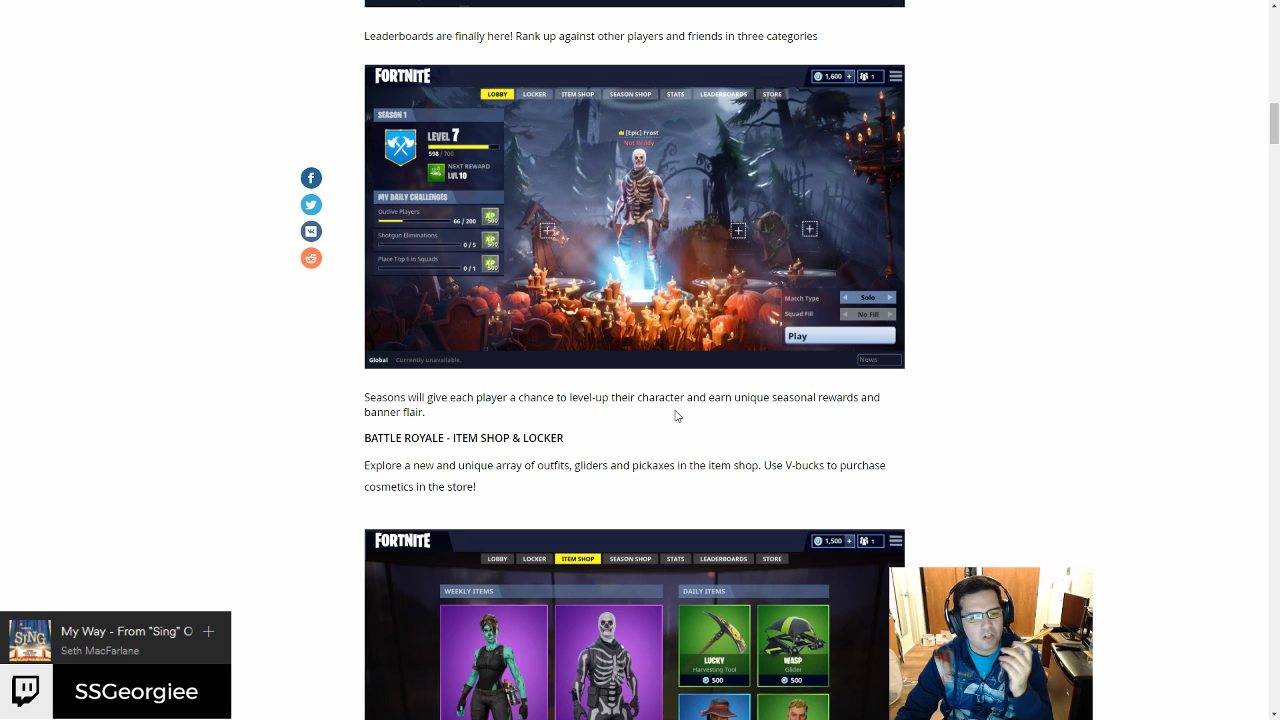 Leaderboards are finally here! Rank up against other players and friends in three categories
FORTNITE
1,600 +
1
LOBBY LOCKER ITEM SHOP SEASON SHOP STATS LEADERBOARDS STORE
SEASON 1
LEVEL 7
598 / 700
NEXT REWARD
LVL 10
MY DAILY CHALLENGES
Outlive Players
66 / 200
XP 500
Shotgun Eliminations
0 / 5
XP 500
Place Top 6 in Squads
0 / 1
XP 500
[Epic] Frost
Not Ready
Match Type Solo
Squad Fill No Fill
Play
Global Currently unavailable.
News
Seasons will give each player a chance to level-up their character and earn unique seasonal rewards and
banner flair.
BATTLE ROYALE - ITEM SHOP & LOCKER
Explore a new and unique array of outfits, gliders and pickaxes in the item shop. Use V-bucks to purchase
cosmetics in the store!
FORTNITE
1,500 +
1
LOBBY LOCKER ITEM SHOP SEASON SHOP STATS LEADERBOARDS STORE
WEEKLY ITEMS
DAILY ITEMS
LUCKY
Harvesting Tool
500
WASP
Glider
500
SING
My Way - From "Sing" O
Seth MacFarlane
SSGeorgiee